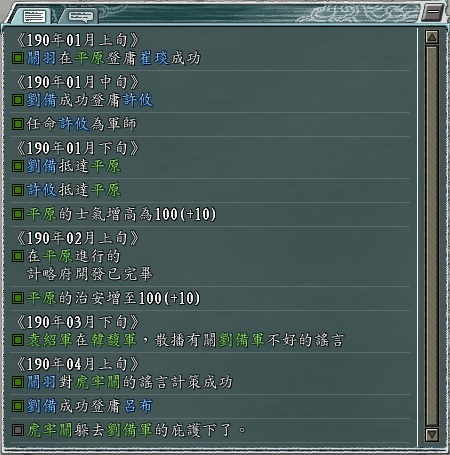 《190年01月上旬》
關羽在平原登庸崔琰成功
《190年01月中旬》
劉備成功登庸許攸
任命許攸為軍師
《190年01月下旬》
劉備抵達平原
許攸抵達平原
平原的士氣增高為100(+10)
《190年02月上旬》
在平原進行的
計略府開發已完畢
平原的治安增至100(+10)
《190年03月下旬》
袁紹軍在韓馥軍，散播有關劉備軍不好的謠言
《190年04月上旬》
關羽對虎牢關的謠言計策成功
劉備成功登庸呂布
虎牢關躲去劉備軍的庇護下了。